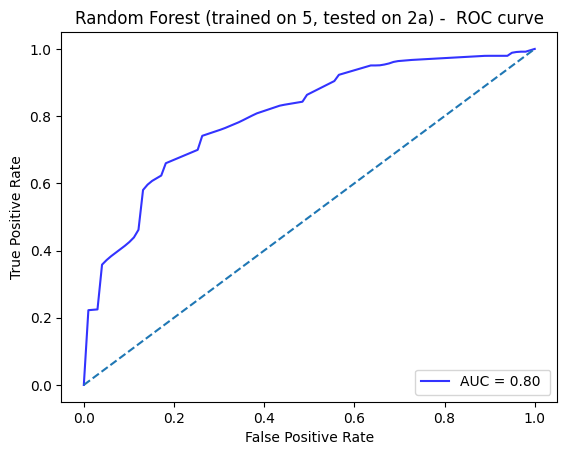 Random Forest (trained on 5, tested on 2a) -  ROC curve
1.0
0.8
0.6
0.4
0.2
0.0
True Positive Rate
AUC = 0.80
0.0 0.2 0.4 0.6 0.8 1.0
False Positive Rate